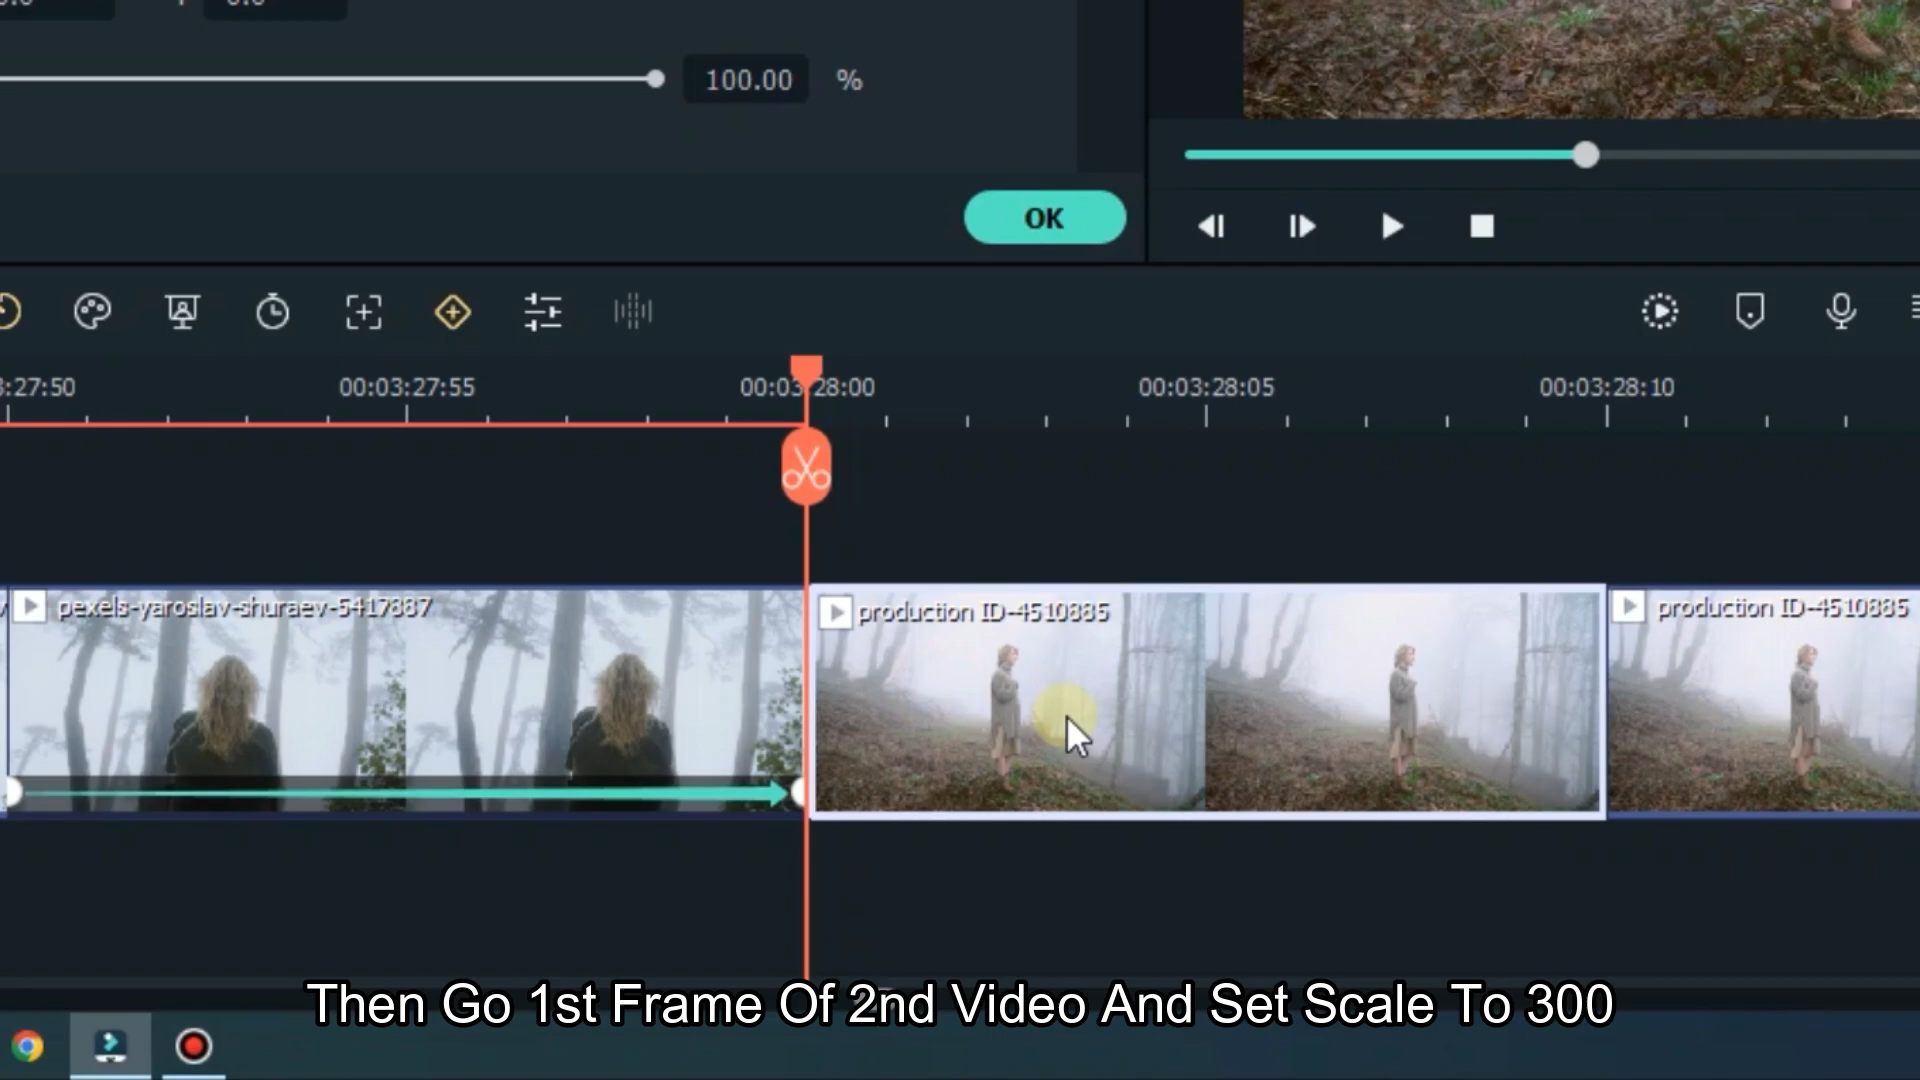 100.00 %
OK
:27:50 00:03:27:55 00:03:28:00 00:03:28:05 00:03:28:10
pexels-yaroslav-shuraev-5417887 production ID-4510885 production ID-4510885
Then Go 1st Frame Of 2nd Video And Set Scale To 300